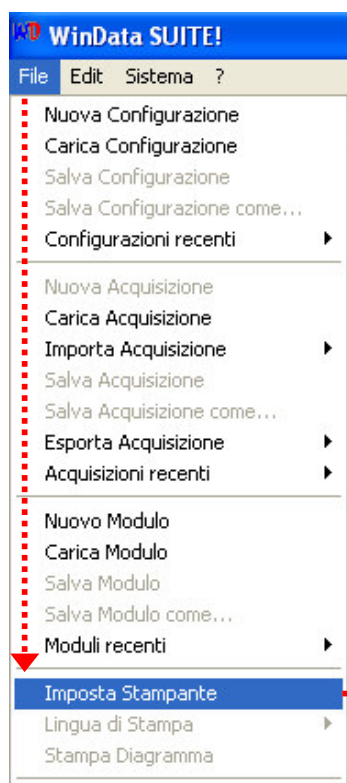 WinData SUITE!
File Edit Sistema ?
Nuova Configurazione
Carica Configurazione
Salva Configurazione
Salva Configurazione come...
Configurazioni recenti
Nuova Acquisizione
Carica Acquisizione
Importa Acquisizione
Salva Acquisizione
Salva Acquisizione come...
Esporta Acquisizione
Acquisizioni recenti
Nuovo Modulo
Carica Modulo
Salva Modulo
Salva Modulo come...
Moduli recenti
Imposta Stampante
Lingua di Stampa
Stampa Diagramma